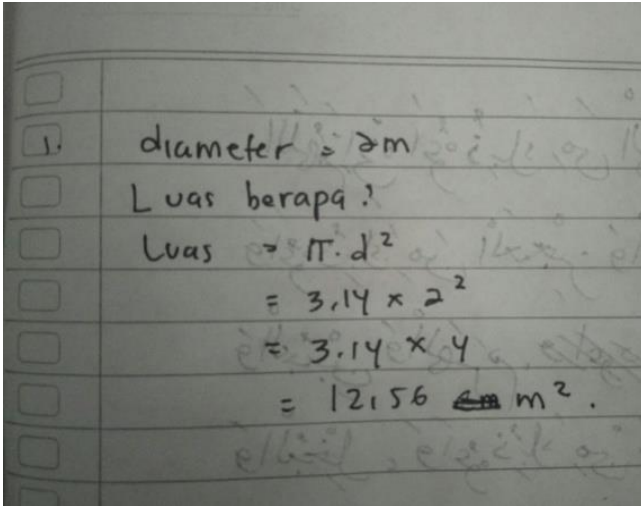 1. diameter = 2m
Luas berapa?
Luas = π.d²
= 3,14 x 2²
= 3.14 x 4
= 12,56 m².